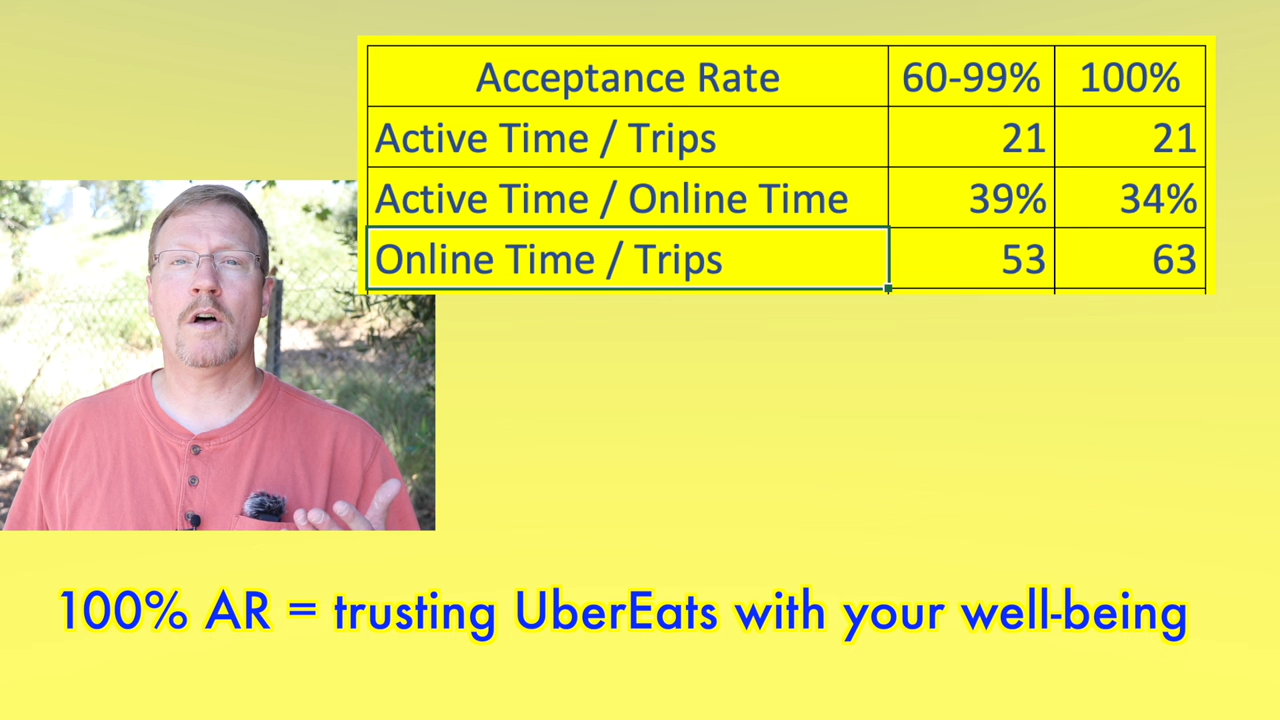 Acceptance Rate 60-99% 100%
Active Time / Trips 21 21
Active Time / Online Time 39% 34%
Online Time / Trips 53 63
100% AR = trusting UberEats with your well-being